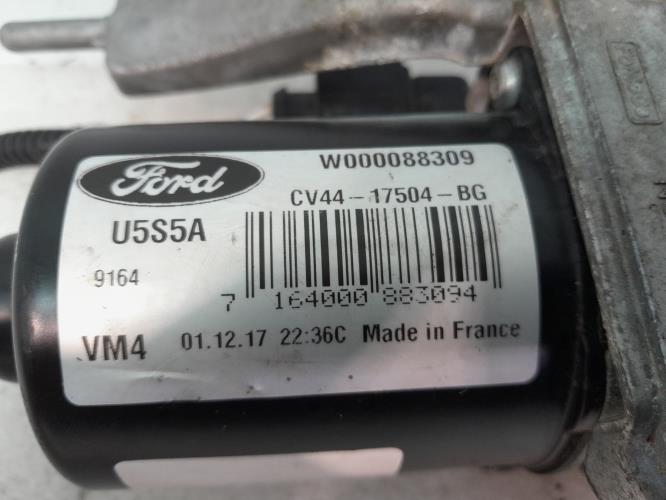 Ford
W000088309
CV44-17504-BG
U5S5A
9164
7 164000 883094
VM4 01.12.17 22:36C Made in France